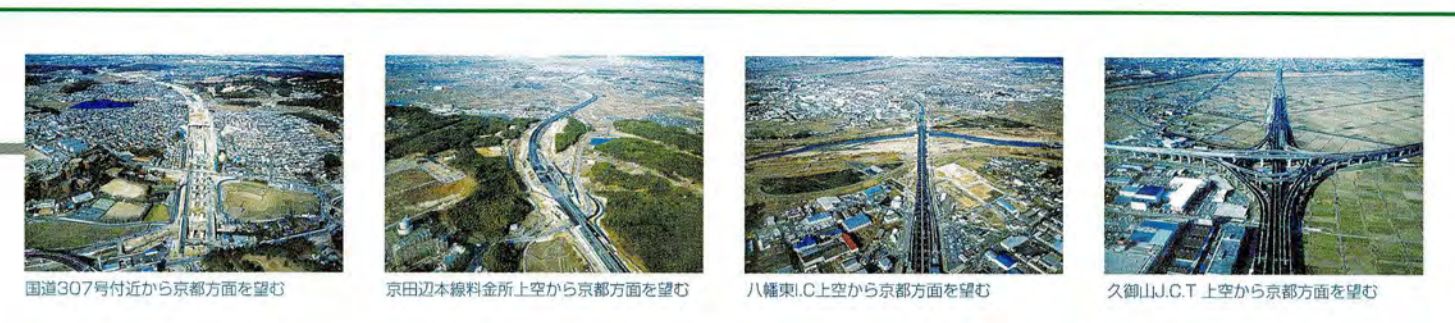 国道307号付近から京都方面を望む
京田辺本線料金所上空から京都方面を望む
八幡東I.C上空から京都方面を望む
久御山J.C.T 上空から京都方面を望む